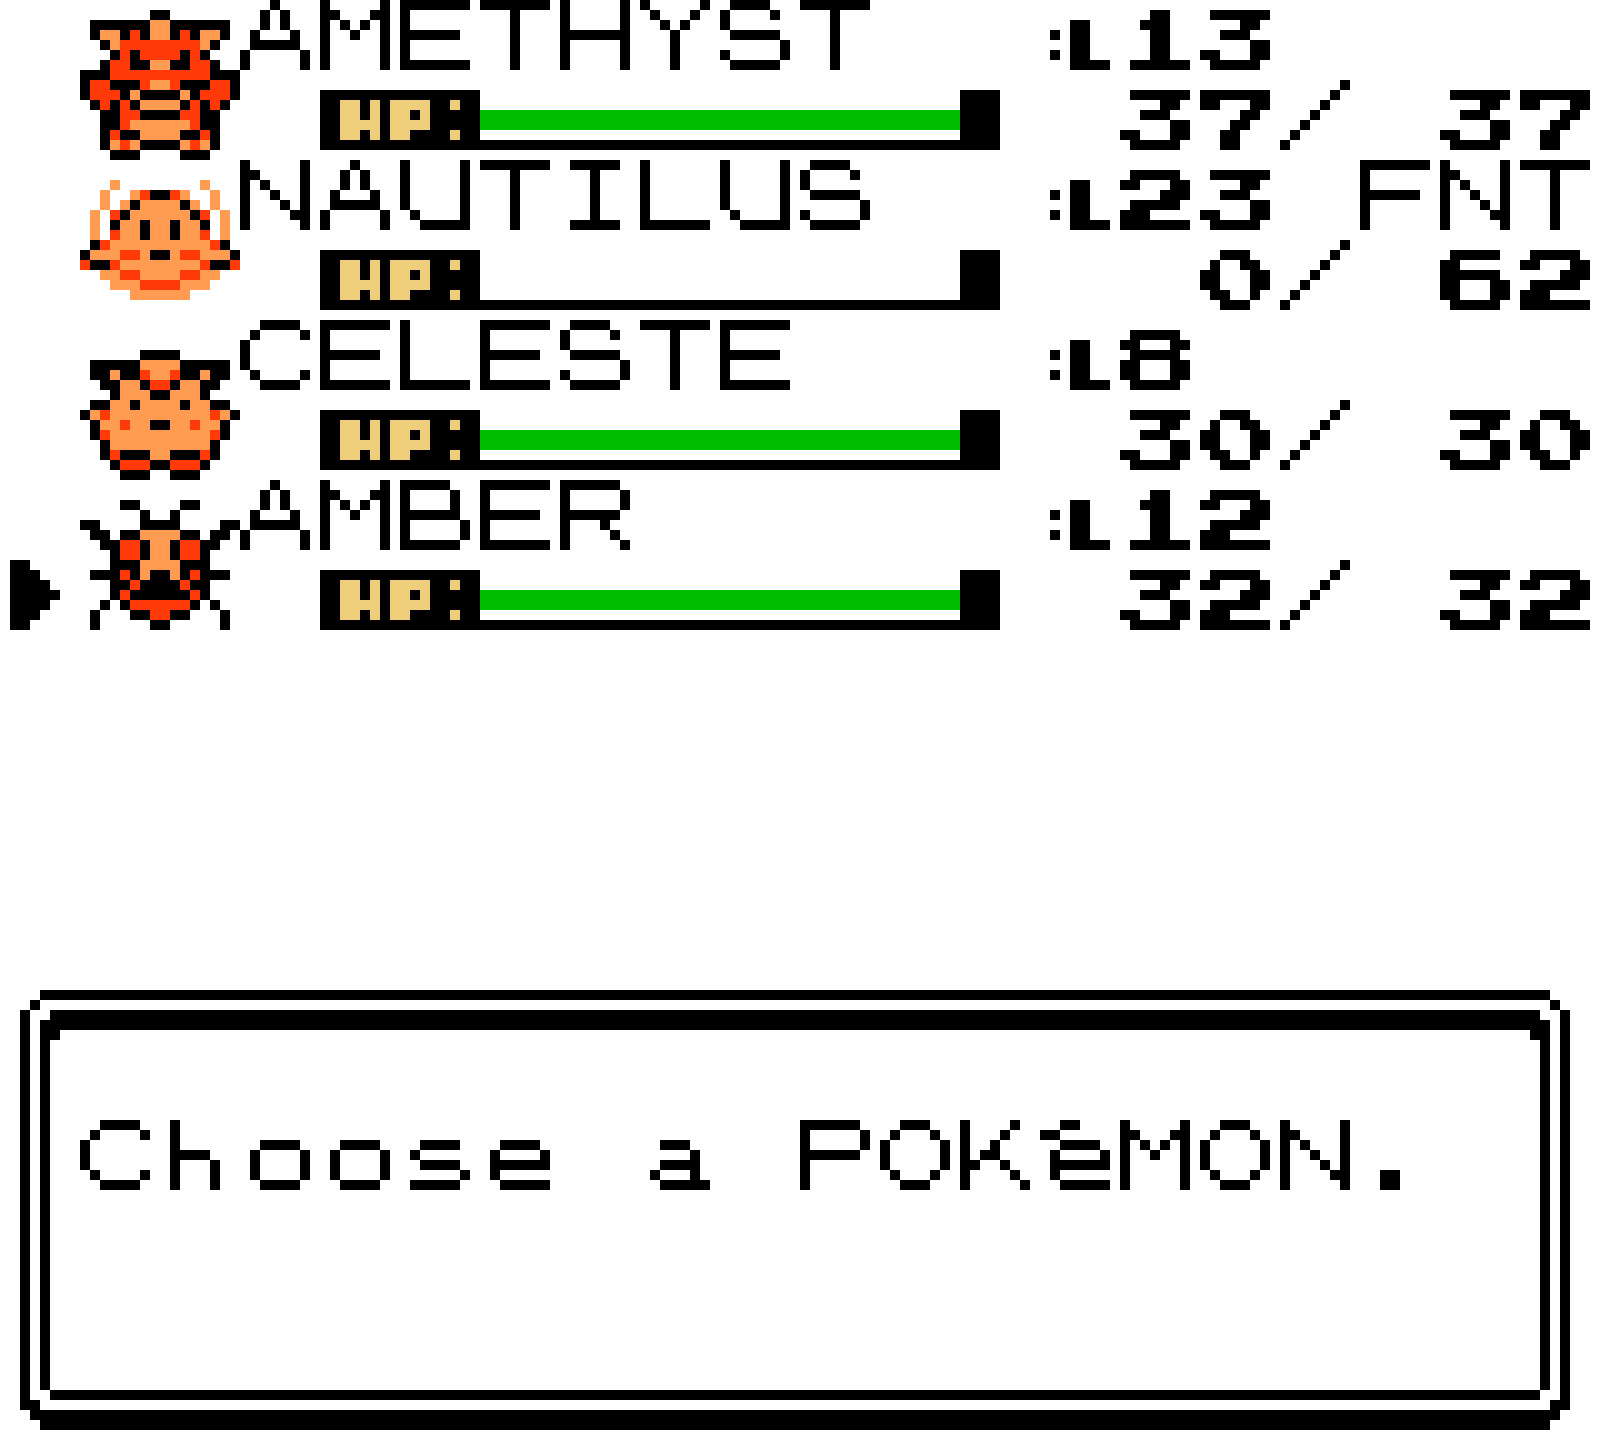 AMETHYST :L13
HP: 37/ 37
NAUTILUS :L23 FNT
HP: 0/ 62
CELESTE :L8
HP: 30/ 30
AMBER :L12
HP: 32/ 32
Choose a POKéMON.